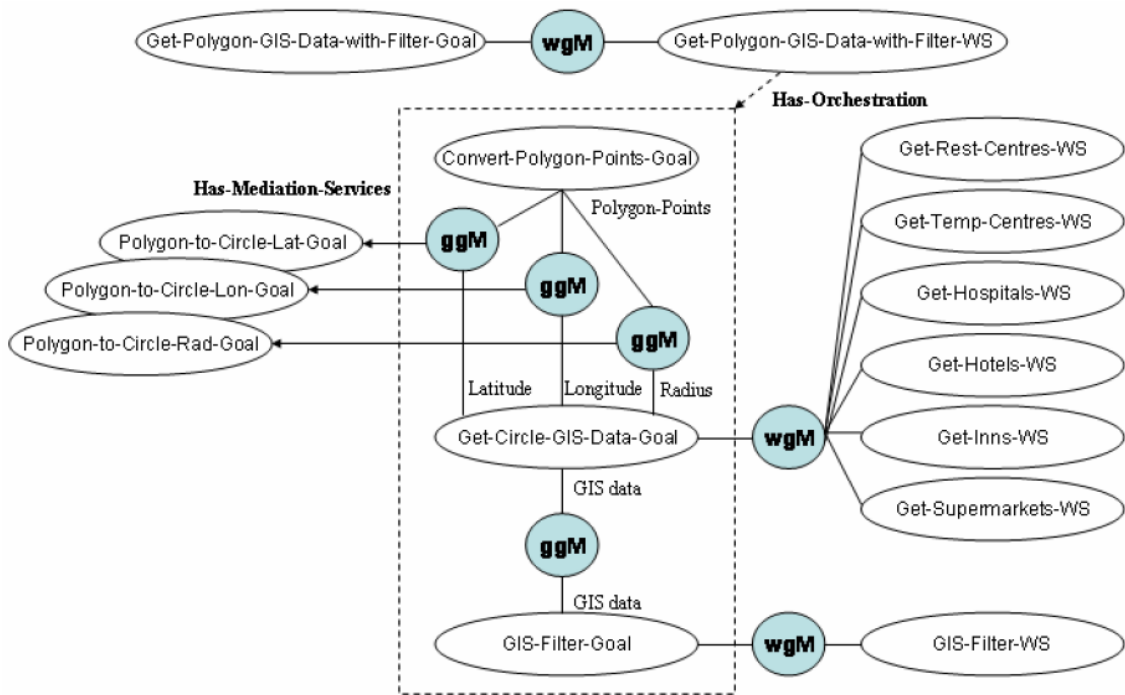 Get-Polygon-GIS-Data-with-Filter-Goal
wgM
Get-Polygon-GIS-Data-with-Filter-WS
Has-Orchestration
Convert-Polygon-Points-Goal
Get-Rest-Centres-WS
Has-Mediation-Services
Polygon-Points
Get-Temp-Centres-WS
Polygon-to-Circle-Lat-Goal
ggM
Polygon-to-Circle-Lon-Goal
ggM
Get-Hospitals-WS
Polygon-to-Circle-Rad-Goal
ggM
Get-Hotels-WS
Latitude
Longitude
Radius
Get-Circle-GIS-Data-Goal
wgM
Get-Inns-WS
GIS data
Get-Supermarkets-WS
ggM
GIS data
GIS-Filter-Goal
wgM
GIS-Filter-WS